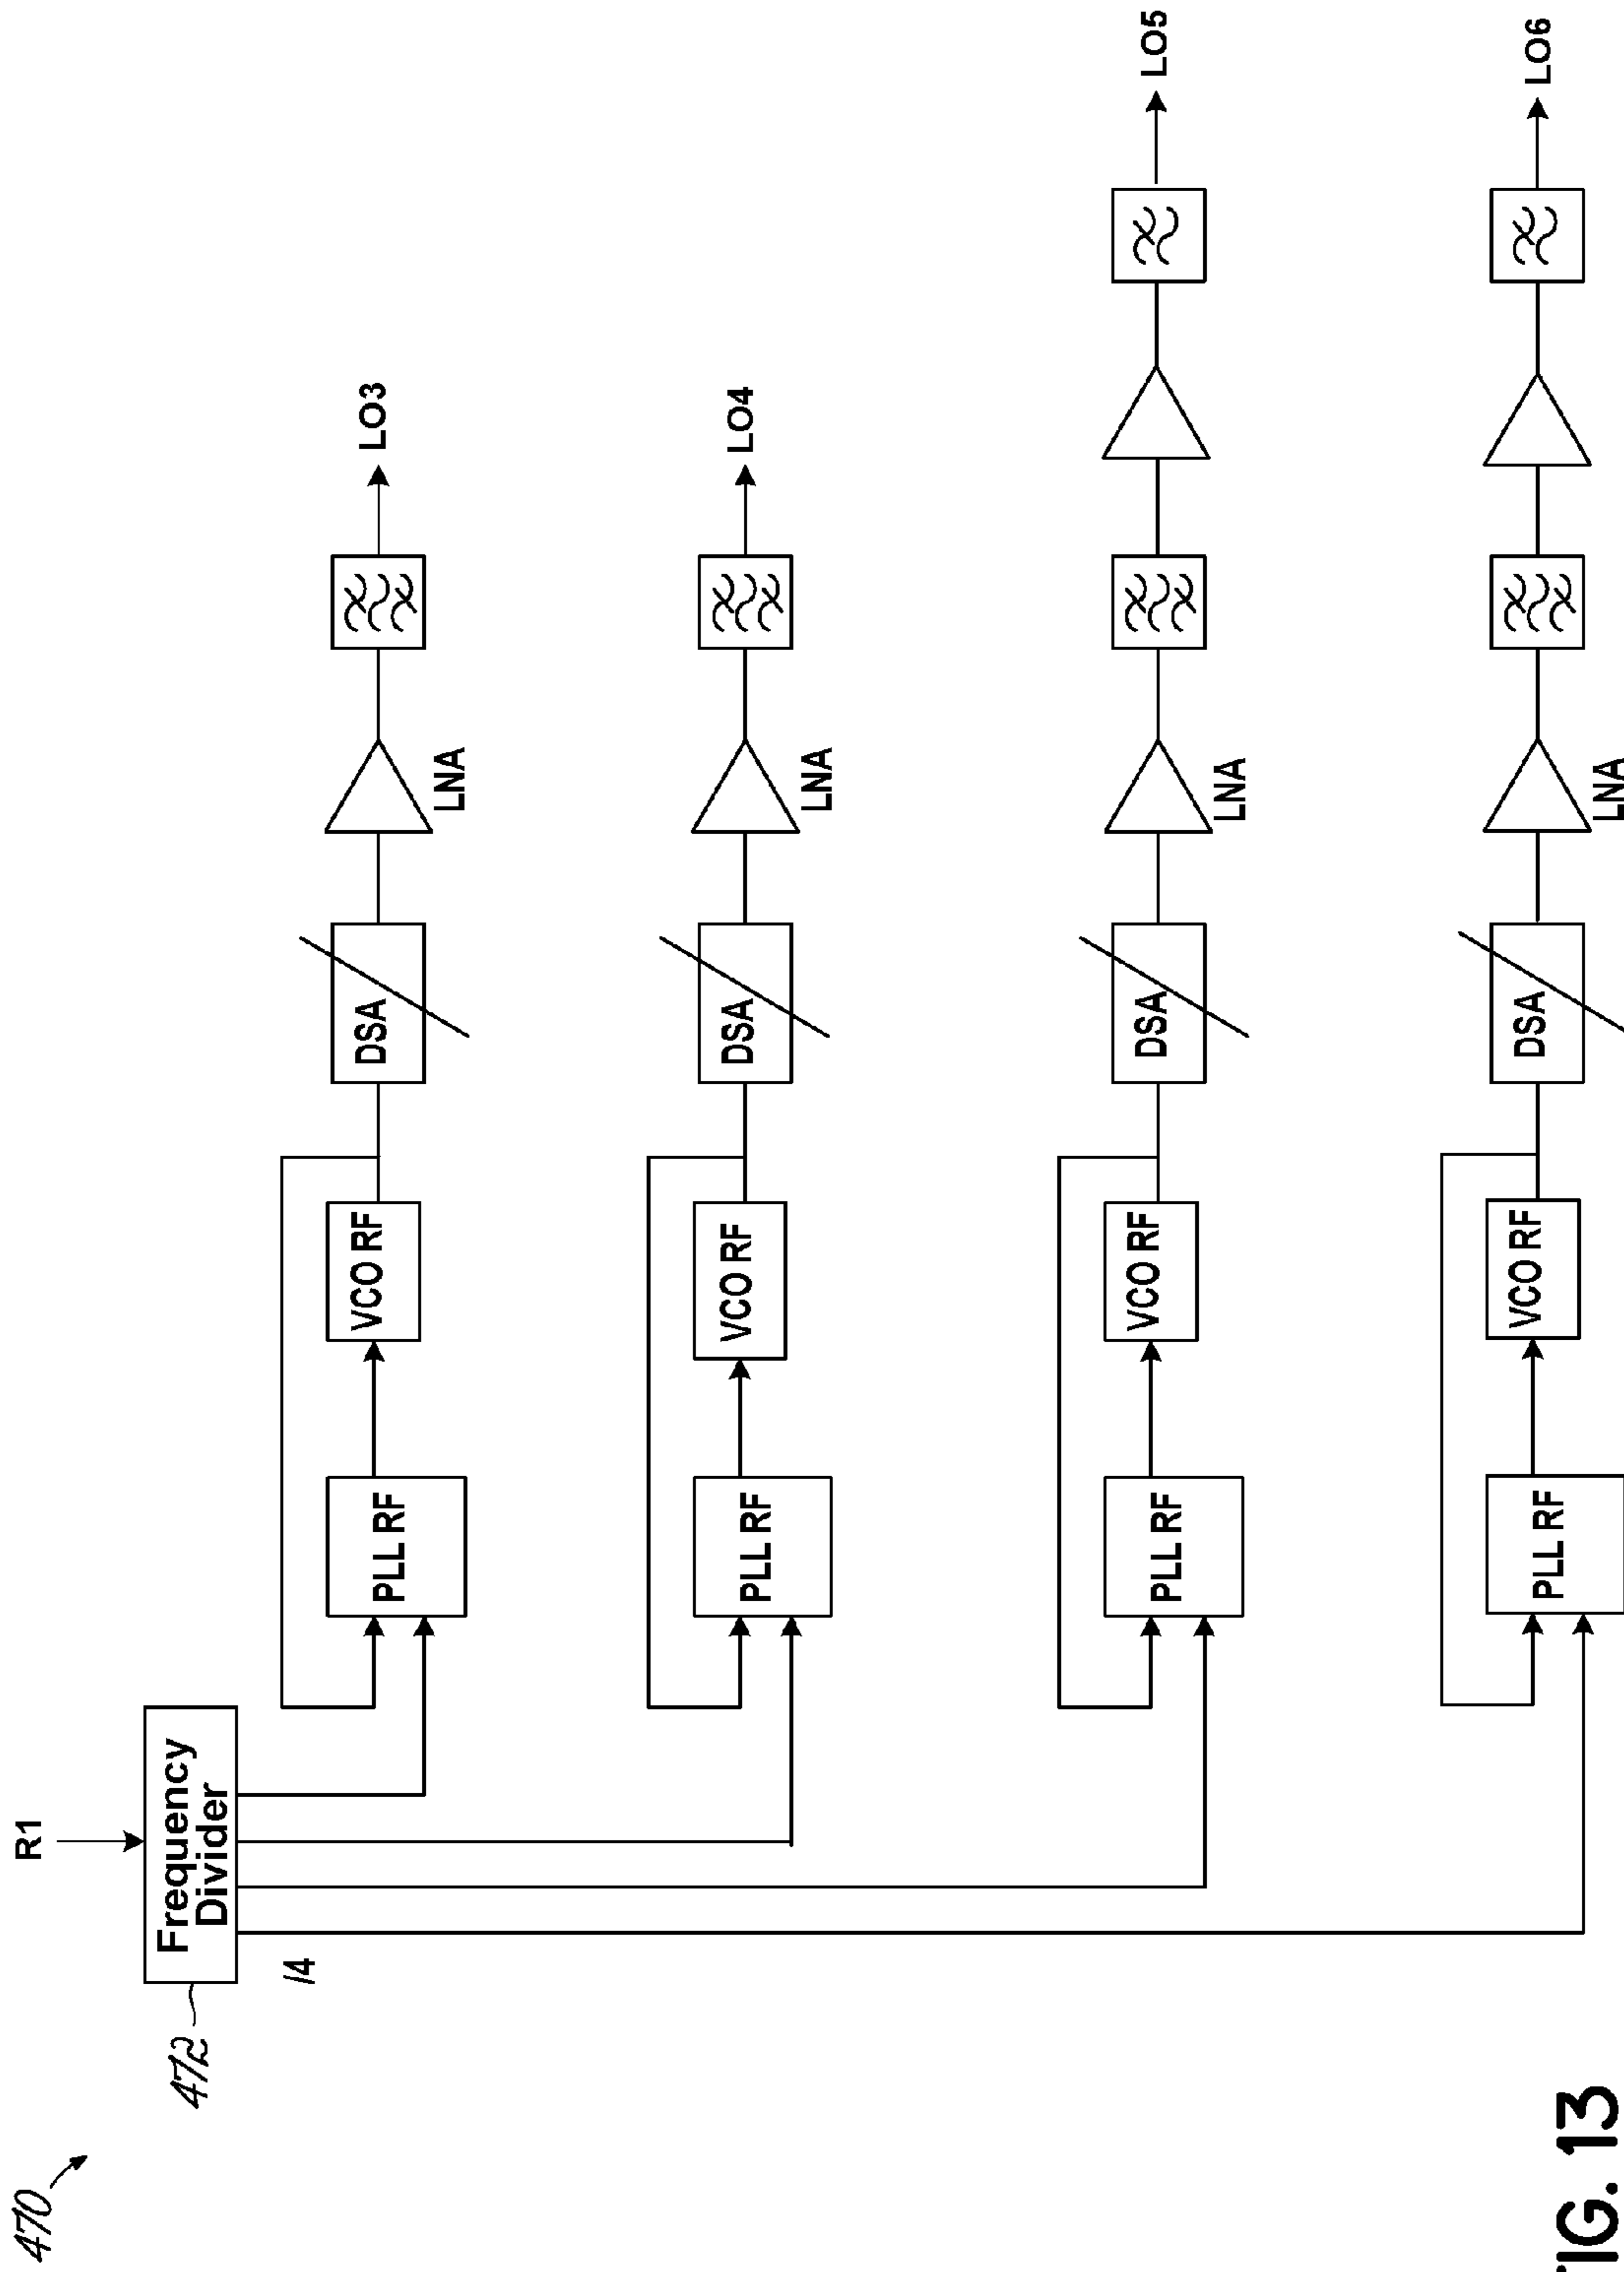 470
472
R1
Frequency
Divider
/4
PLL RF
VCO RF
DSA
LNA
LO3
PLL RF
VCO RF
DSA
LNA
LO4
PLL RF
VCO RF
DSA
LNA
LO5
PLL RF
VCO RF
DSA
LNA
LO6
FIG. 13